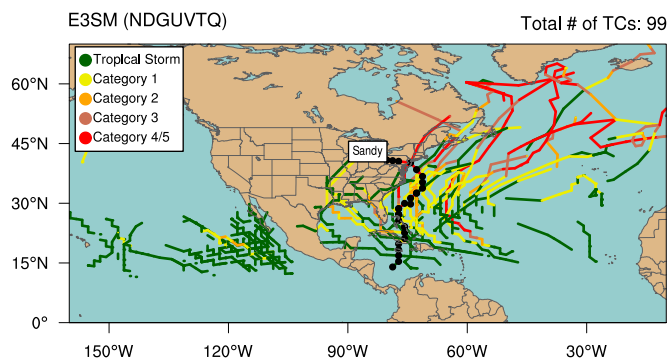 E3SM (NDGUVTQ)
Total # of TCs: 99
Tropical Storm
Category 1
Category 2
Category 3
Category 4/5
Sandy
60°N
45°N
30°N
15°N
0°
150°W
120°W
90°W
60°W
30°W